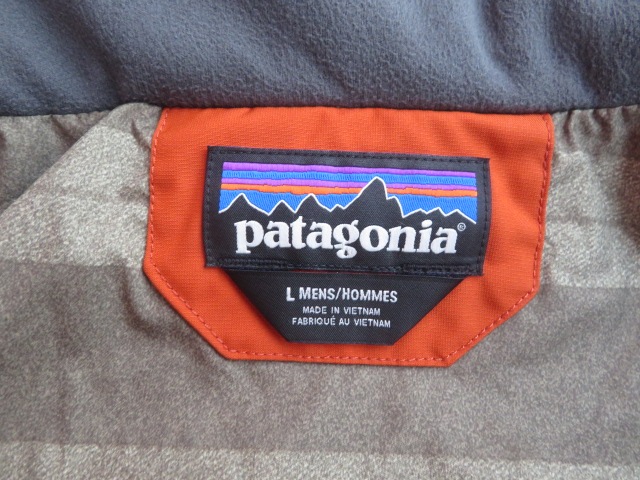 patagonia®
L MENS/HOMMES
MADE IN VIETNAM
FABRIQUÉ AU VIETNAM